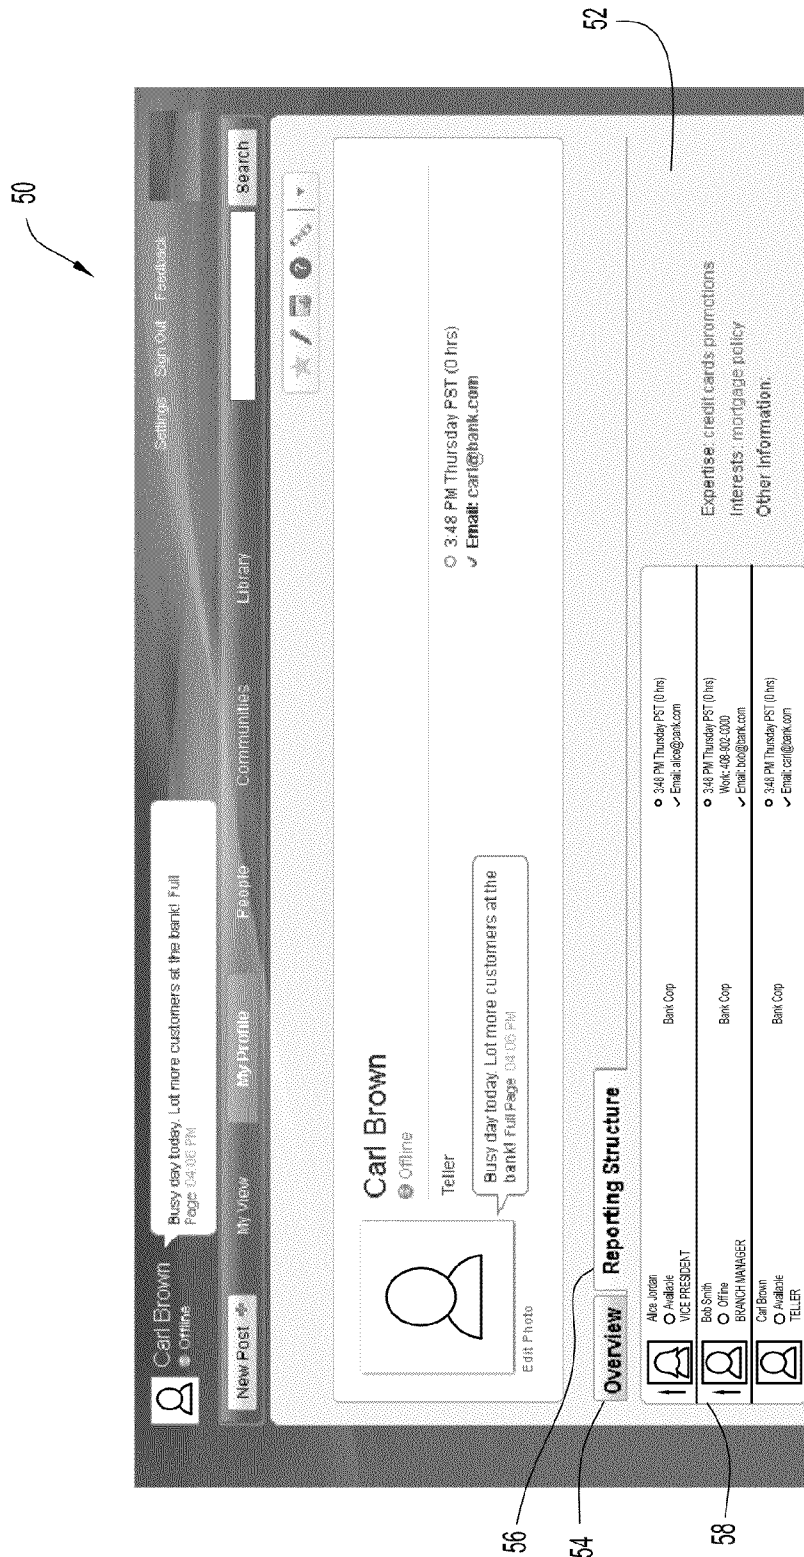 50
Carl Brown
Offline
Busy day today. Lot more customers at the bank! Full
Page 04:06 PM
Settings Sign Out Feedback
New Post +
My View
My Profile
People
Communities
Library
Search
Carl Brown
Offline
Teller
Busy day today. Lot more customers at the
bank! Full Page 04:06 PM
Edit Photo
3:48 PM Thursday PST (0 hrs)
✓ Email: carl@bank.com
56
54
Overview
Reporting Structure
52
58
Alice Jordan
Available
VICE PRESIDENT
Bank Corp
3:48 PM Thursday PST (0 hrs)
✓ Email: alice@bank.com
Bob Smith
Offline
BRANCH MANAGER
Bank Corp
3:48 PM Thursday PST (0 hrs)
Work: 408-902-0000
✓ Email: bob@bank.com
Carl Brown
Available
TELLER
Bank Corp
3:48 PM Thursday PST (0 hrs)
✓ Email: carl@bank.com
Expertise: credit cards promotions
Interests: mortgage policy
Other Information: